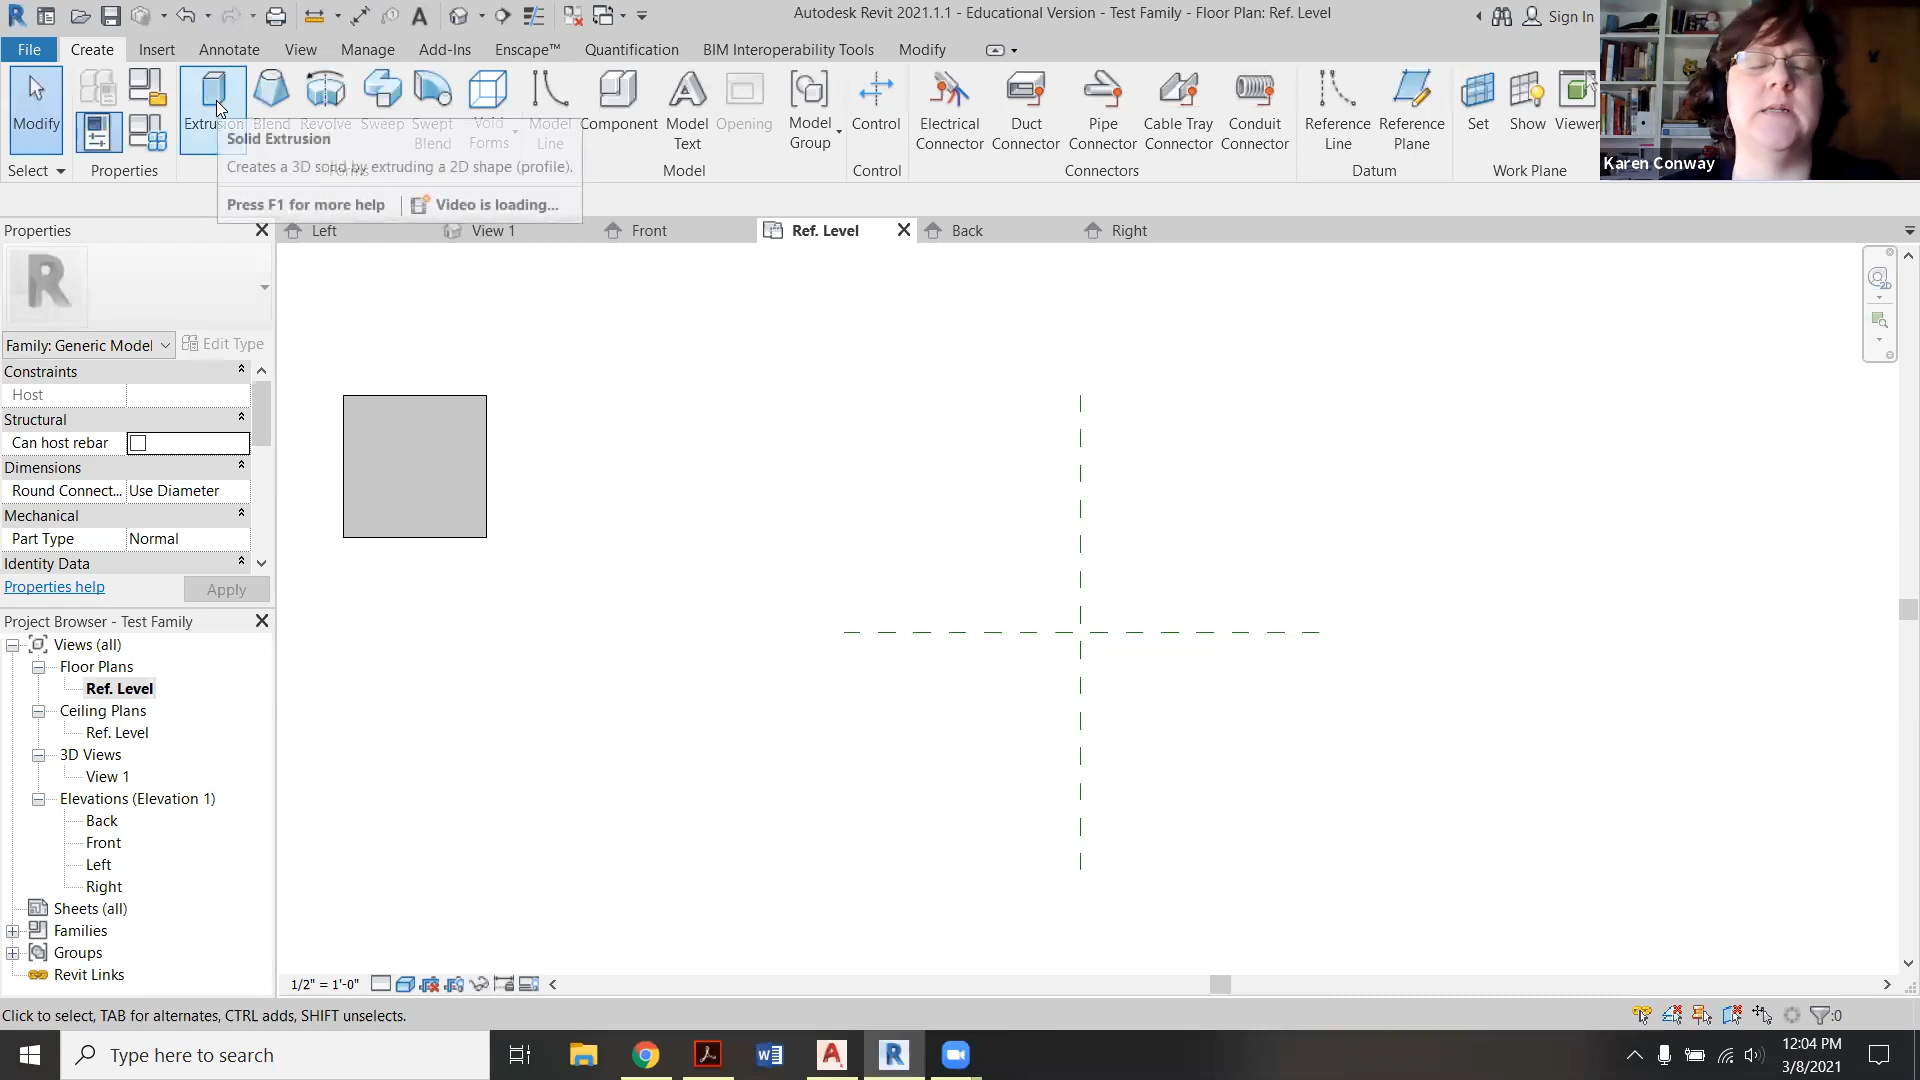 Autodesk Revit 2021.1.1 - Educational Version - Test Family - Floor Plan: Ref. Level
Sign In
File Create Insert Annotate View Manage Add-Ins Enscape™ Quantification BIM Interoperability Tools Modify
Modify
Extrusion
Blend
Revolve
Sweep
Swept Blend
Void Forms
Model Line
Component
Model Text
Opening
Model Group
Control
Electrical Connector
Duct Connector
Pipe Connector
Cable Tray Connector
Conduit Connector
Reference Line
Reference Plane
Set
Show
Viewer
Select
Properties
Forms
Model
Control
Connectors
Datum
Work Plane
Solid Extrusion
Creates a 3D solid by extruding a 2D shape (profile).
Press F1 for more help
Video is loading...
Karen Conway
Properties
Left
View 1
Front
Ref. Level
Back
Right
Family: Generic Model
Edit Type
Constraints
Host
Structural
Can host rebar
Dimensions
Round Connect... Use Diameter
Mechanical
Part Type Normal
Identity Data
Properties help
Apply
Project Browser - Test Family
Views (all)
Floor Plans
Ref. Level
Ceiling Plans
Ref. Level
3D Views
View 1
Elevations (Elevation 1)
Back
Front
Left
Right
Sheets (all)
Families
Groups
Revit Links
1/2" = 1'-0"
2D
Click to select, TAB for alternates, CTRL adds, SHIFT unselects.
:0
Type here to search
12:04 PM
3/8/2021